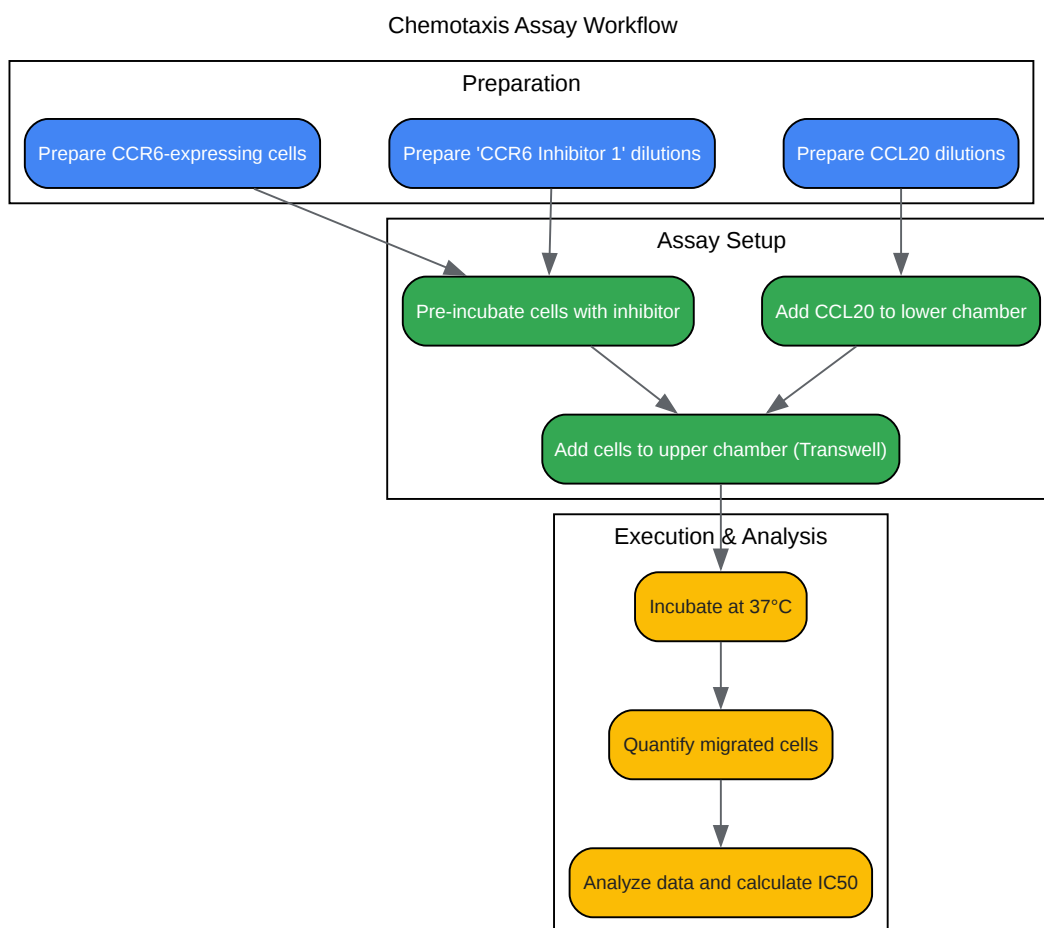 Chemotaxis Assay Workflow
Preparation
Prepare CCR6-expressing cells
Prepare 'CCR6 Inhibitor 1' dilutions
Prepare CCL20 dilutions
Assay Setup
Pre-incubate cells with inhibitor
Add CCL20 to lower chamber
Add cells to upper chamber (Transwell)
Execution & Analysis
Incubate at 37°C
Quantify migrated cells
Analyze data and calculate IC50